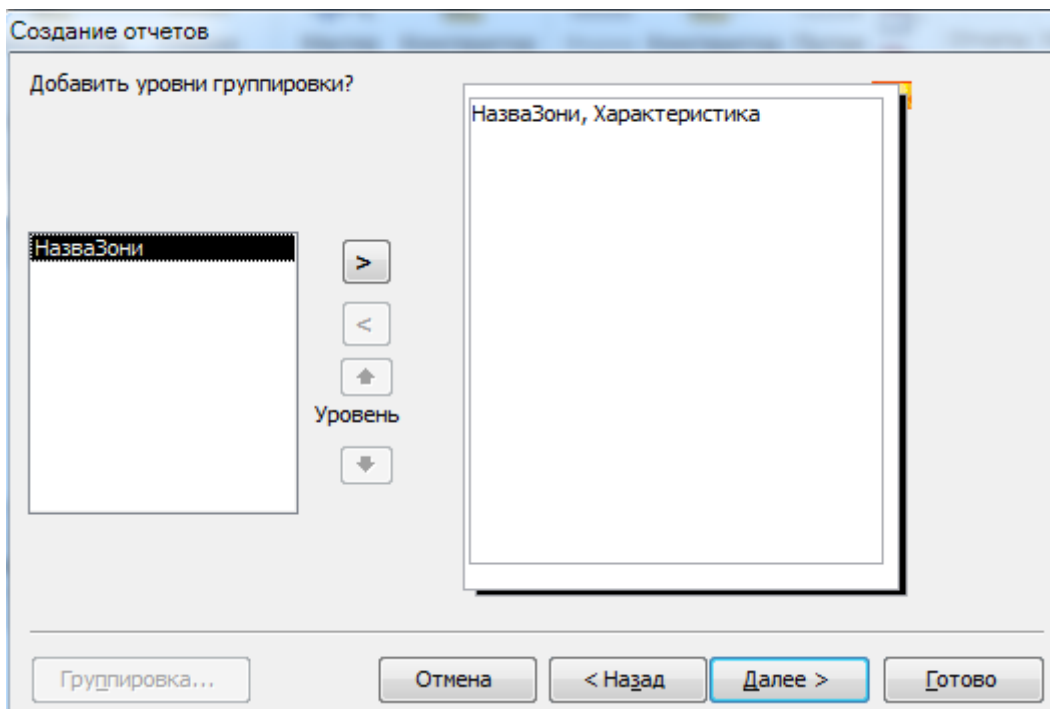 Создание отчетов
Добавить уровни группировки?
НазваЗони, Характеристика
НазваЗони
>
<
Уровень
Группировка...
Отмена
< Назад
Далее >
Готово